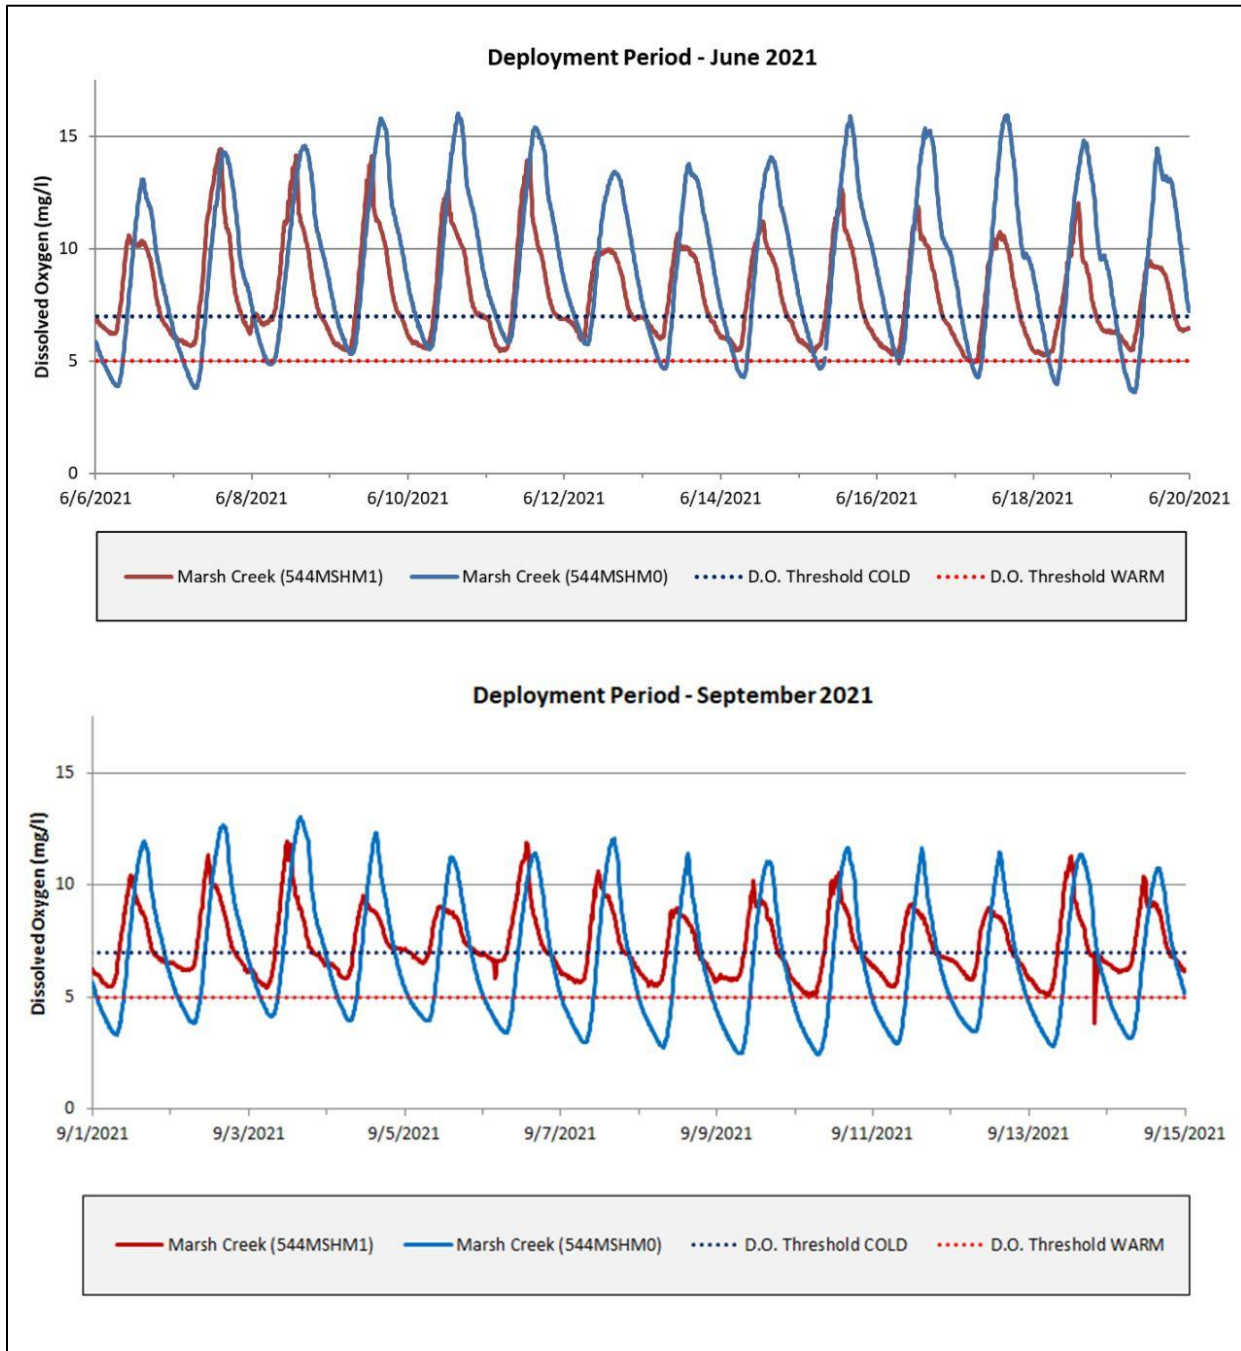 Deployment Period - June 2021
Dissolved Oxygen (mg/l)
15
10
5
0
6/6/2021 6/8/2021 6/10/2021 6/12/2021 6/14/2021 6/16/2021 6/18/2021 6/20/2021
Marsh Creek (544MSHM1) Marsh Creek (544MSHM0) D.O. Threshold COLD D.O. Threshold WARM
Deployment Period - September 2021
Dissolved Oxygen (mg/l)
15
10
5
0
9/1/2021 9/3/2021 9/5/2021 9/7/2021 9/9/2021 9/11/2021 9/13/2021 9/15/2021
Marsh Creek (544MSHM1) Marsh Creek (544MSHM0) D.O. Threshold COLD D.O. Threshold WARM